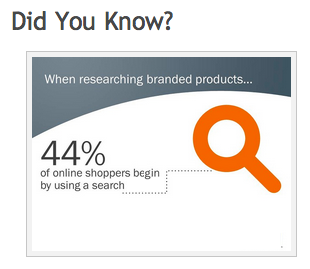 Did You Know?
When researching branded products...
44%
of online shoppers begin
by using a search